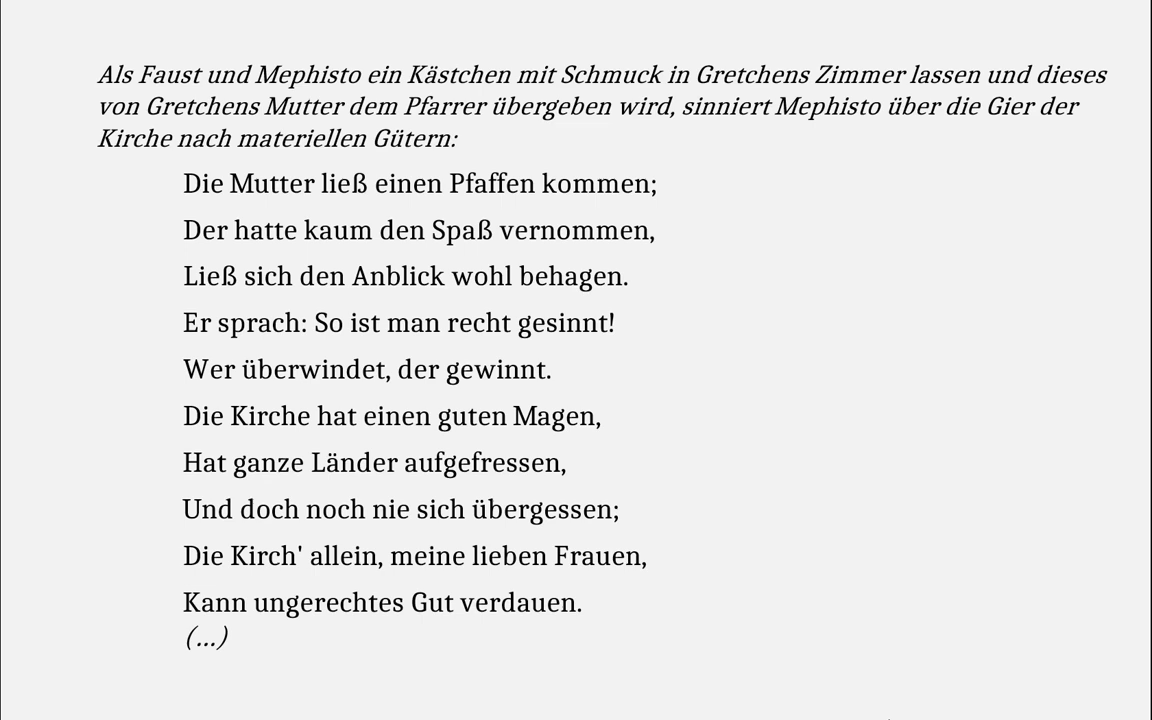 Als Faust und Mephisto ein Kästchen mit Schmuck in Gretchens Zimmer lassen und dieses
von Gretchens Mutter dem Pfarrer übergeben wird, sinniert Mephisto über die Gier der
Kirche nach materiellen Gütern:
Die Mutter ließ einen Pfaffen kommen;
Der hatte kaum den Spaß vernommen,
Ließ sich den Anblick wohl behagen.
Er sprach: So ist man recht gesinnt!
Wer überwindet, der gewinnt.
Die Kirche hat einen guten Magen,
Hat ganze Länder aufgefressen,
Und doch noch nie sich übergessen;
Die Kirch' allein, meine lieben Frauen,
Kann ungerechtes Gut verdauen.
(...)